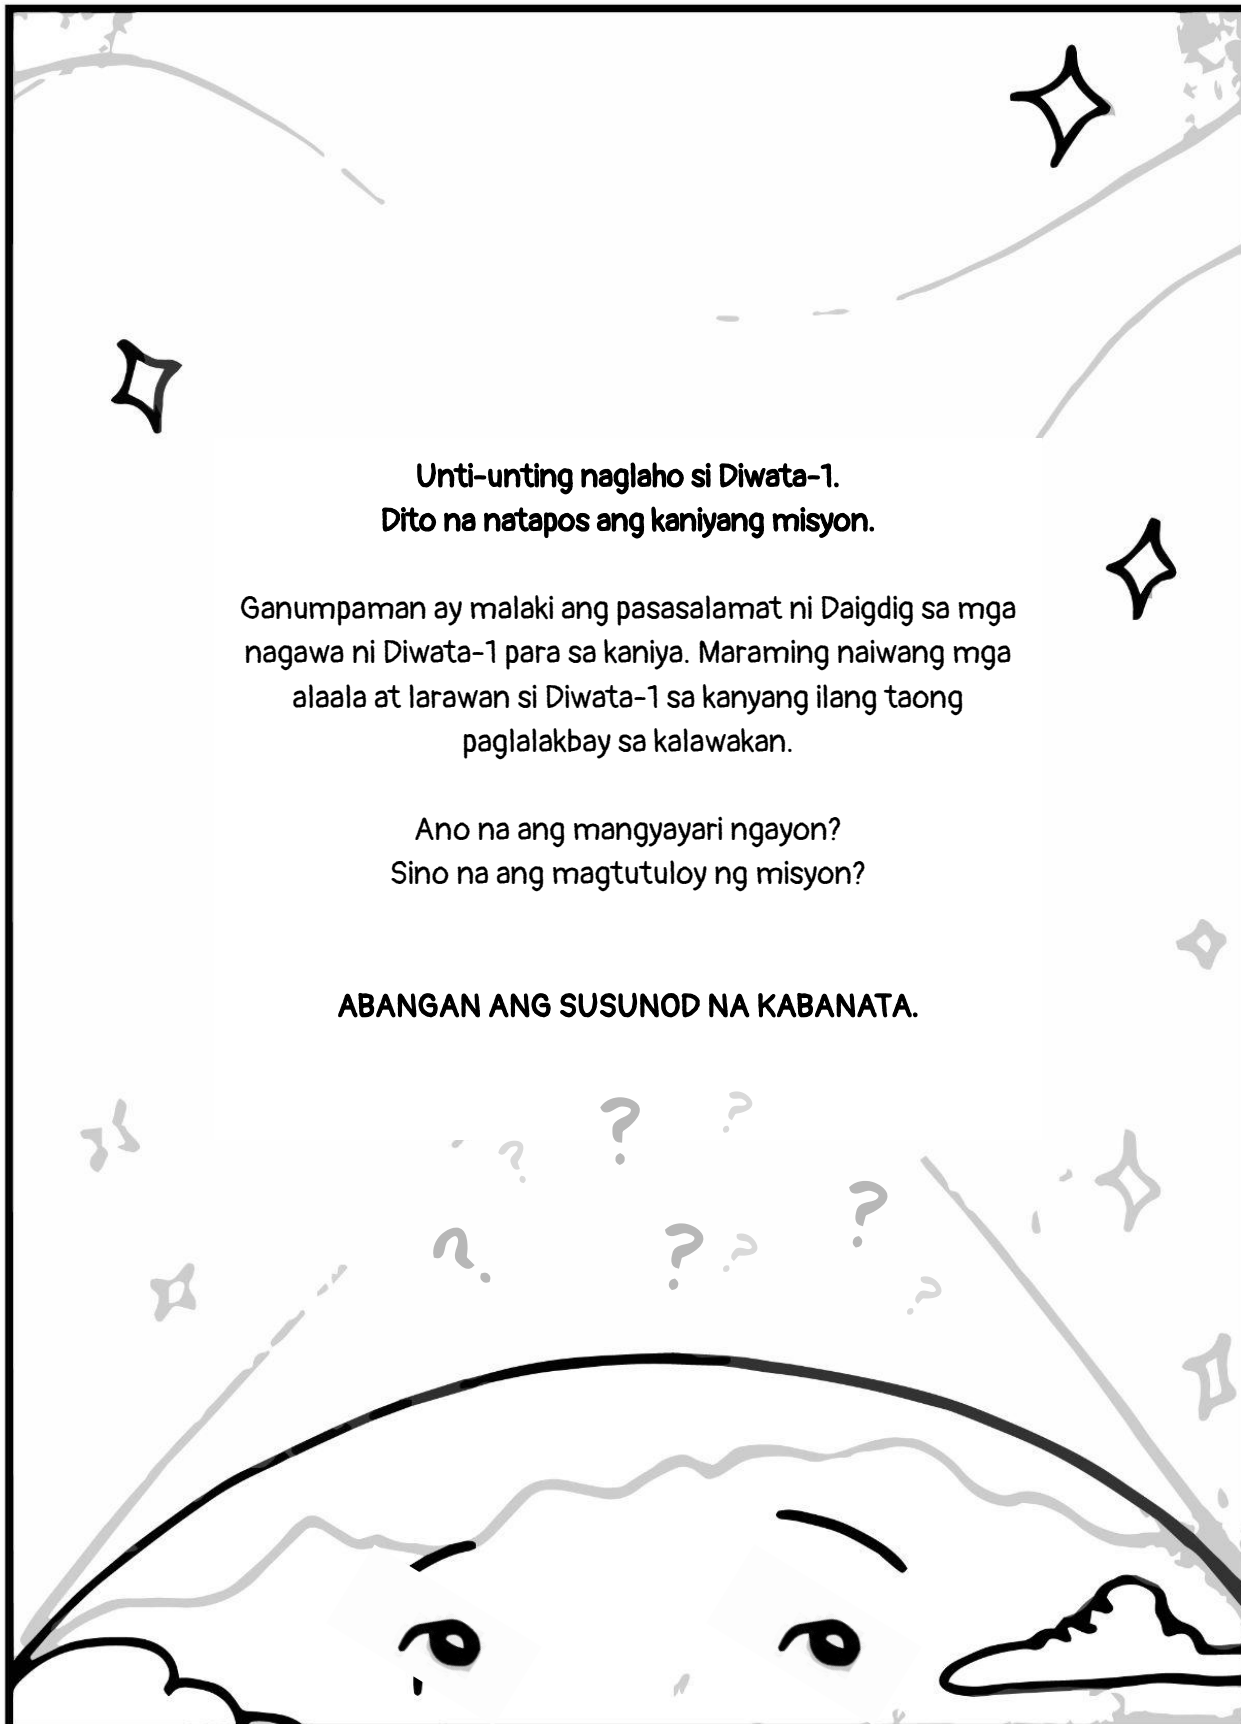 Unti-unting naglaho si Diwata-1.
Dito na natapos ang kaniyang misyon.
Ganumpaman ay malaki ang pasasalamat ni Daigdig sa mga
nagawa ni Diwata-1 para sa kaniya. Maraming naiwang mga
alaala at larawan si Diwata-1 sa kanyang ilang taong
paglalakbay sa kalawakan.
Ano na ang mangyayari ngayon?
Sino na ang magtutuloy ng misyon?
ABANGAN ANG SUSUNOD NA KABANATA.
? ?
?
?
? ? ?
?